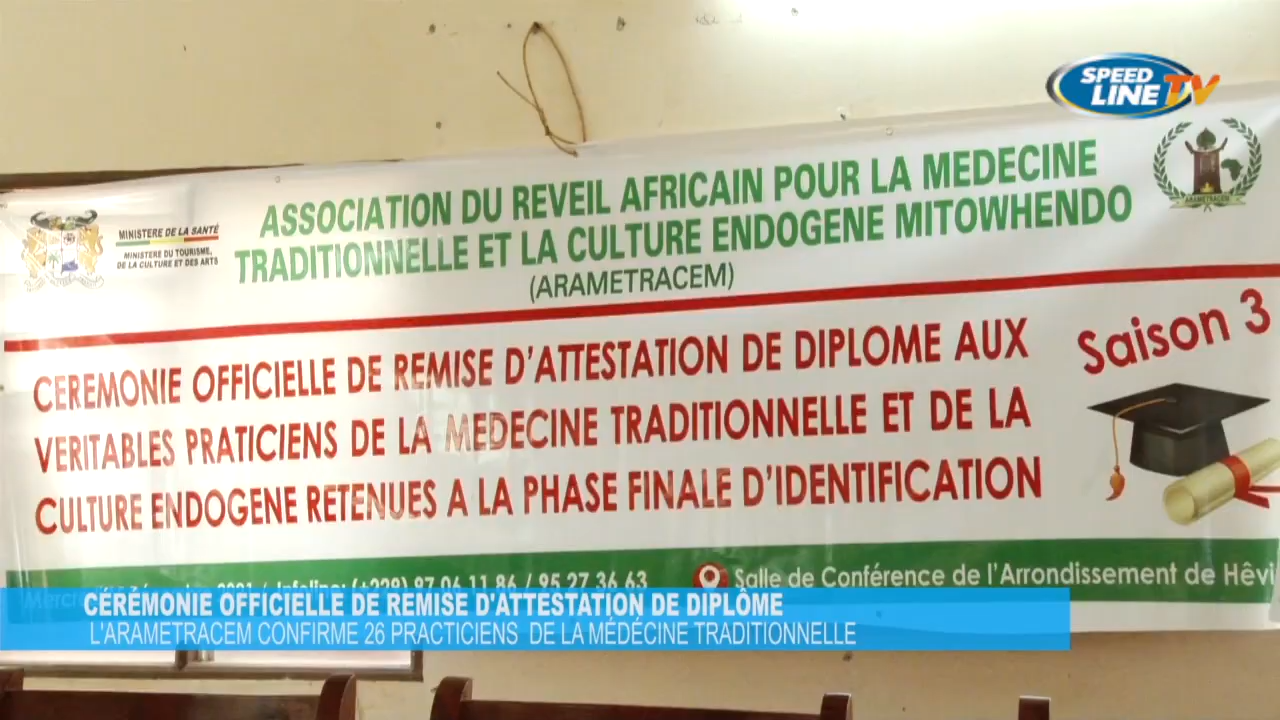 SPEED
LINE TV
MINISTERE DE LA SANTÉ
MINISTERE DU TOURISME,
DE LA CULTURE ET DES ARTS
ASSOCIATION DU REVEIL AFRICAIN POUR LA MEDECINE
TRADITIONNELLE ET LA CULTURE ENDOGENE MITOWHENDO
(ARAMETRACEM)
ARAMETRACEM
CEREMONIE OFFICIELLE DE REMISE D'ATTESTATION DE DIPLOME AUX
VERITABLES PRATICIENS DE LA MEDECINE TRADITIONNELLE ET DE LA
CULTURE ENDOGENE RETENUES A LA PHASE FINALE D'IDENTIFICATION
Saison 3
2021 / Infoline: (+229) 97 06 11 86 / 95 27 36 63
Salle de Conférence de l'Arrondissement de Hêvi
CÉRÉMONIE OFFICIELLE DE REMISE D'ATTESTATION DE DIPLÔME
L'ARAMETRACEM CONFIRME 26 PRACTICIENS DE LA MÉDÉCINE TRADITIONNELLE